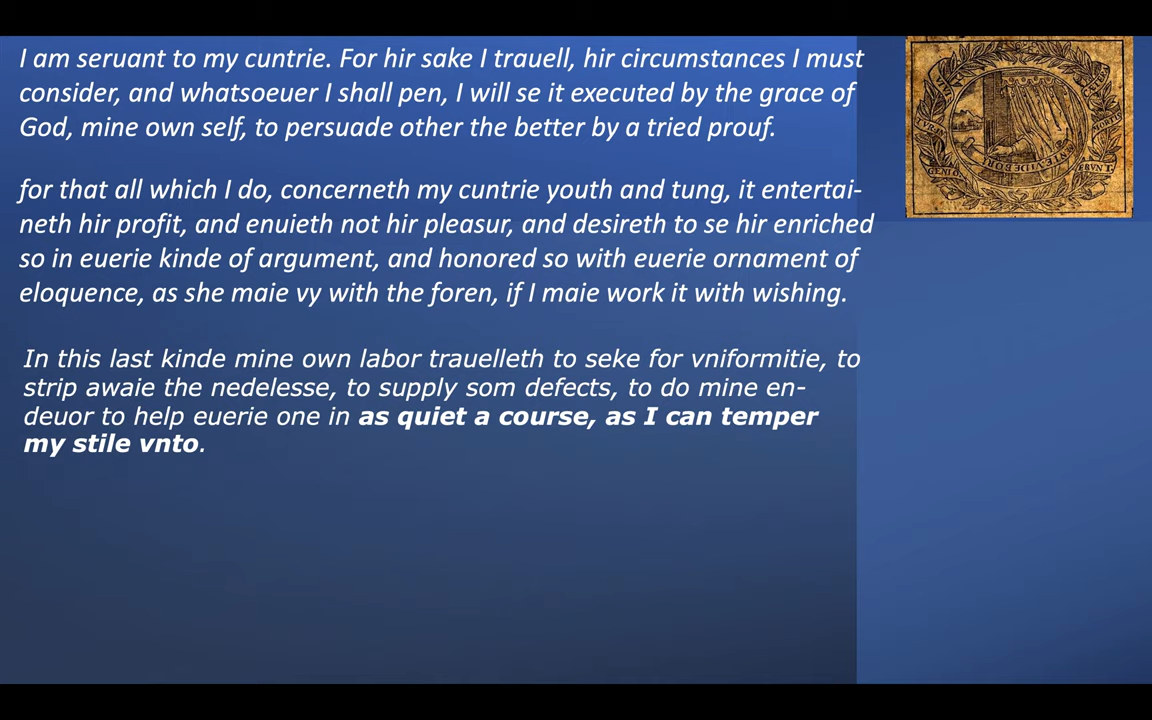 I am seruant to my cuntrie. For hir sake I trauell, hir circumstances I must
consider, and whatsoeuer I shall pen, I will se it executed by the grace of
God, mine own self, to persuade other the better by a tried prouf.
for that all which I do, concerneth my cuntrie youth and tung, it entertai-
neth hir profit, and enuieth not hir pleasur, and desireth to se hir enriched
so in euerie kinde of argument, and honored so with euerie ornament of
eloquence, as she maie vy with the foren, if I maie work it with wishing.
In this last kinde mine own labor trauelleth to seke for vniformitie, to
strip awaie the nedelesse, to supply som defects, to do mine en-
deuor to help euerie one in as quiet a course, as I can temper
my stile vnto.